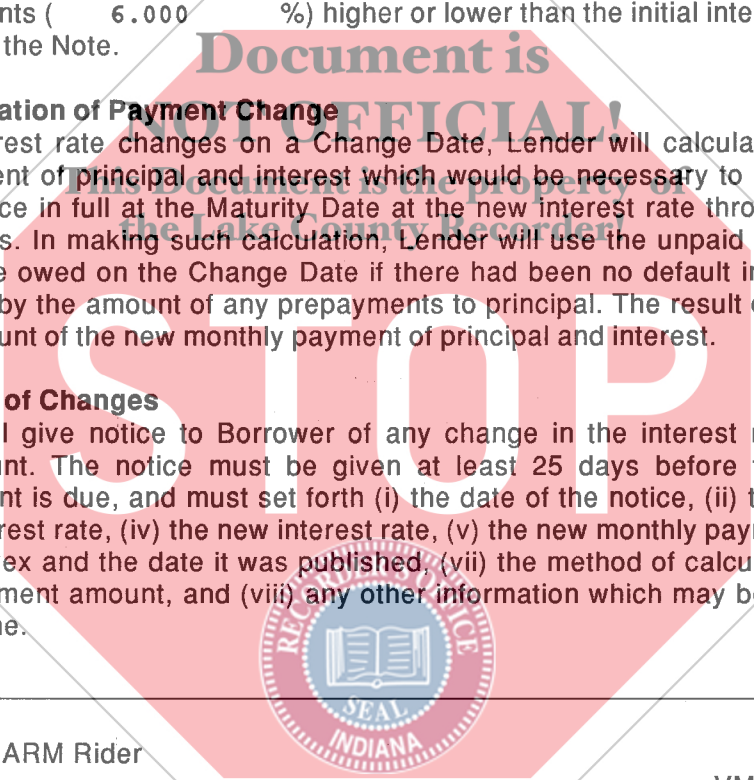 nts ( 6.000 %) higher or lower than the initial inte
the Note.
Document is
ation of Payment Change
NOT OFFICIAL!
rest rate changes on a Change Date, Lender will calcula
ent of principal and interest which would be necessary to
This Document is the property of
ce in full at the Maturity Date at the new interest rate thro
the Lake County Recorder!
s. In making such calculation, Lender will use the unpaid
e owed on the Change Date if there had been no default in
by the amount of any prepayments to principal. The result
unt of the new monthly payment of principal and interest.
STOP
of Changes
l give notice to Borrower of any change in the interest
nt. The notice must be given at least 25 days before
nt is due, and must set forth (i) the date of the notice, (ii) t
rest rate, (iv) the new interest rate, (v) the new monthly payr
ex and the date it was published, (vii) the method of calcu
ment amount, and (viii) any other information which may b
ne.
RECORDER'S OFFICE
SEAL
INDIANA
ARM Rider